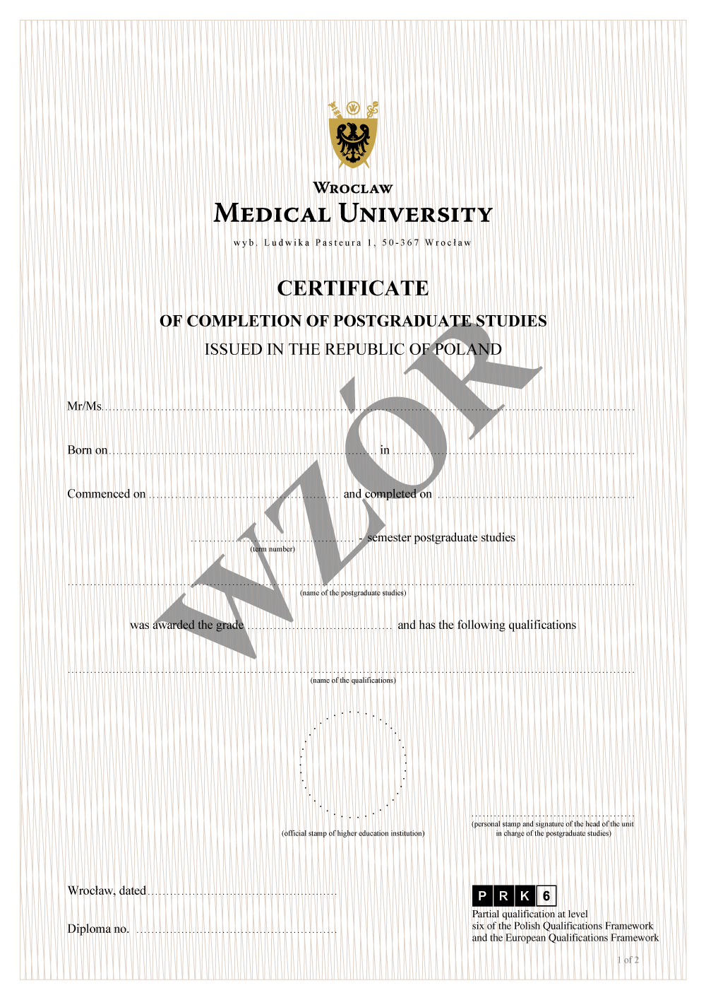 W
WROCLAW
MEDICAL UNIVERSITY
wyb. Ludwika Pasteura 1, 50-367 Wrocław
CERTIFICATE
OF COMPLETION OF POSTGRADUATE STUDIES
ISSUED IN THE REPUBLIC OF POLAND
WZÓR
Mr/Ms
Born on in
Commenced on and completed on
- semester postgraduate studies
(term number)
(name of the postgraduate studies)
was awarded the grade and has the following qualifications
(name of the qualifications)
(official stamp of higher education institution)
(personal stamp and signature of the head of the unit
in charge of the postgraduate studies)
Wrocław, dated
Diploma no.
PRK6
Partial qualification at level
six of the Polish Qualifications Framework
and the European Qualifications Framework
1 of 2